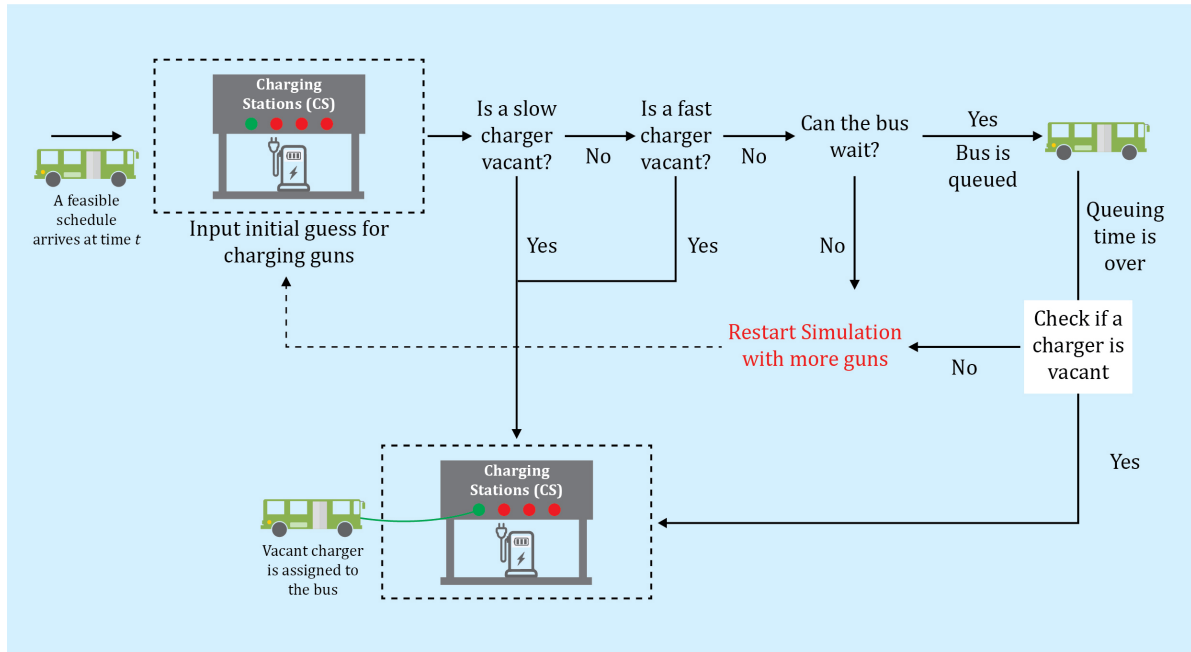 Charging
Stations (CS)
A feasible
schedule
arrives at time t
Input initial guess for
charging guns
Is a slow
charger
vacant?
No
Is a fast
charger
vacant?
No
Can the bus
wait?
Yes
Bus is
queued
Yes
Yes
No
Queuing
time is
over
Restart Simulation
with more guns
No
Check if a
charger is
vacant
Yes
Charging
Stations (CS)
Vacant charger
is assigned to
the bus